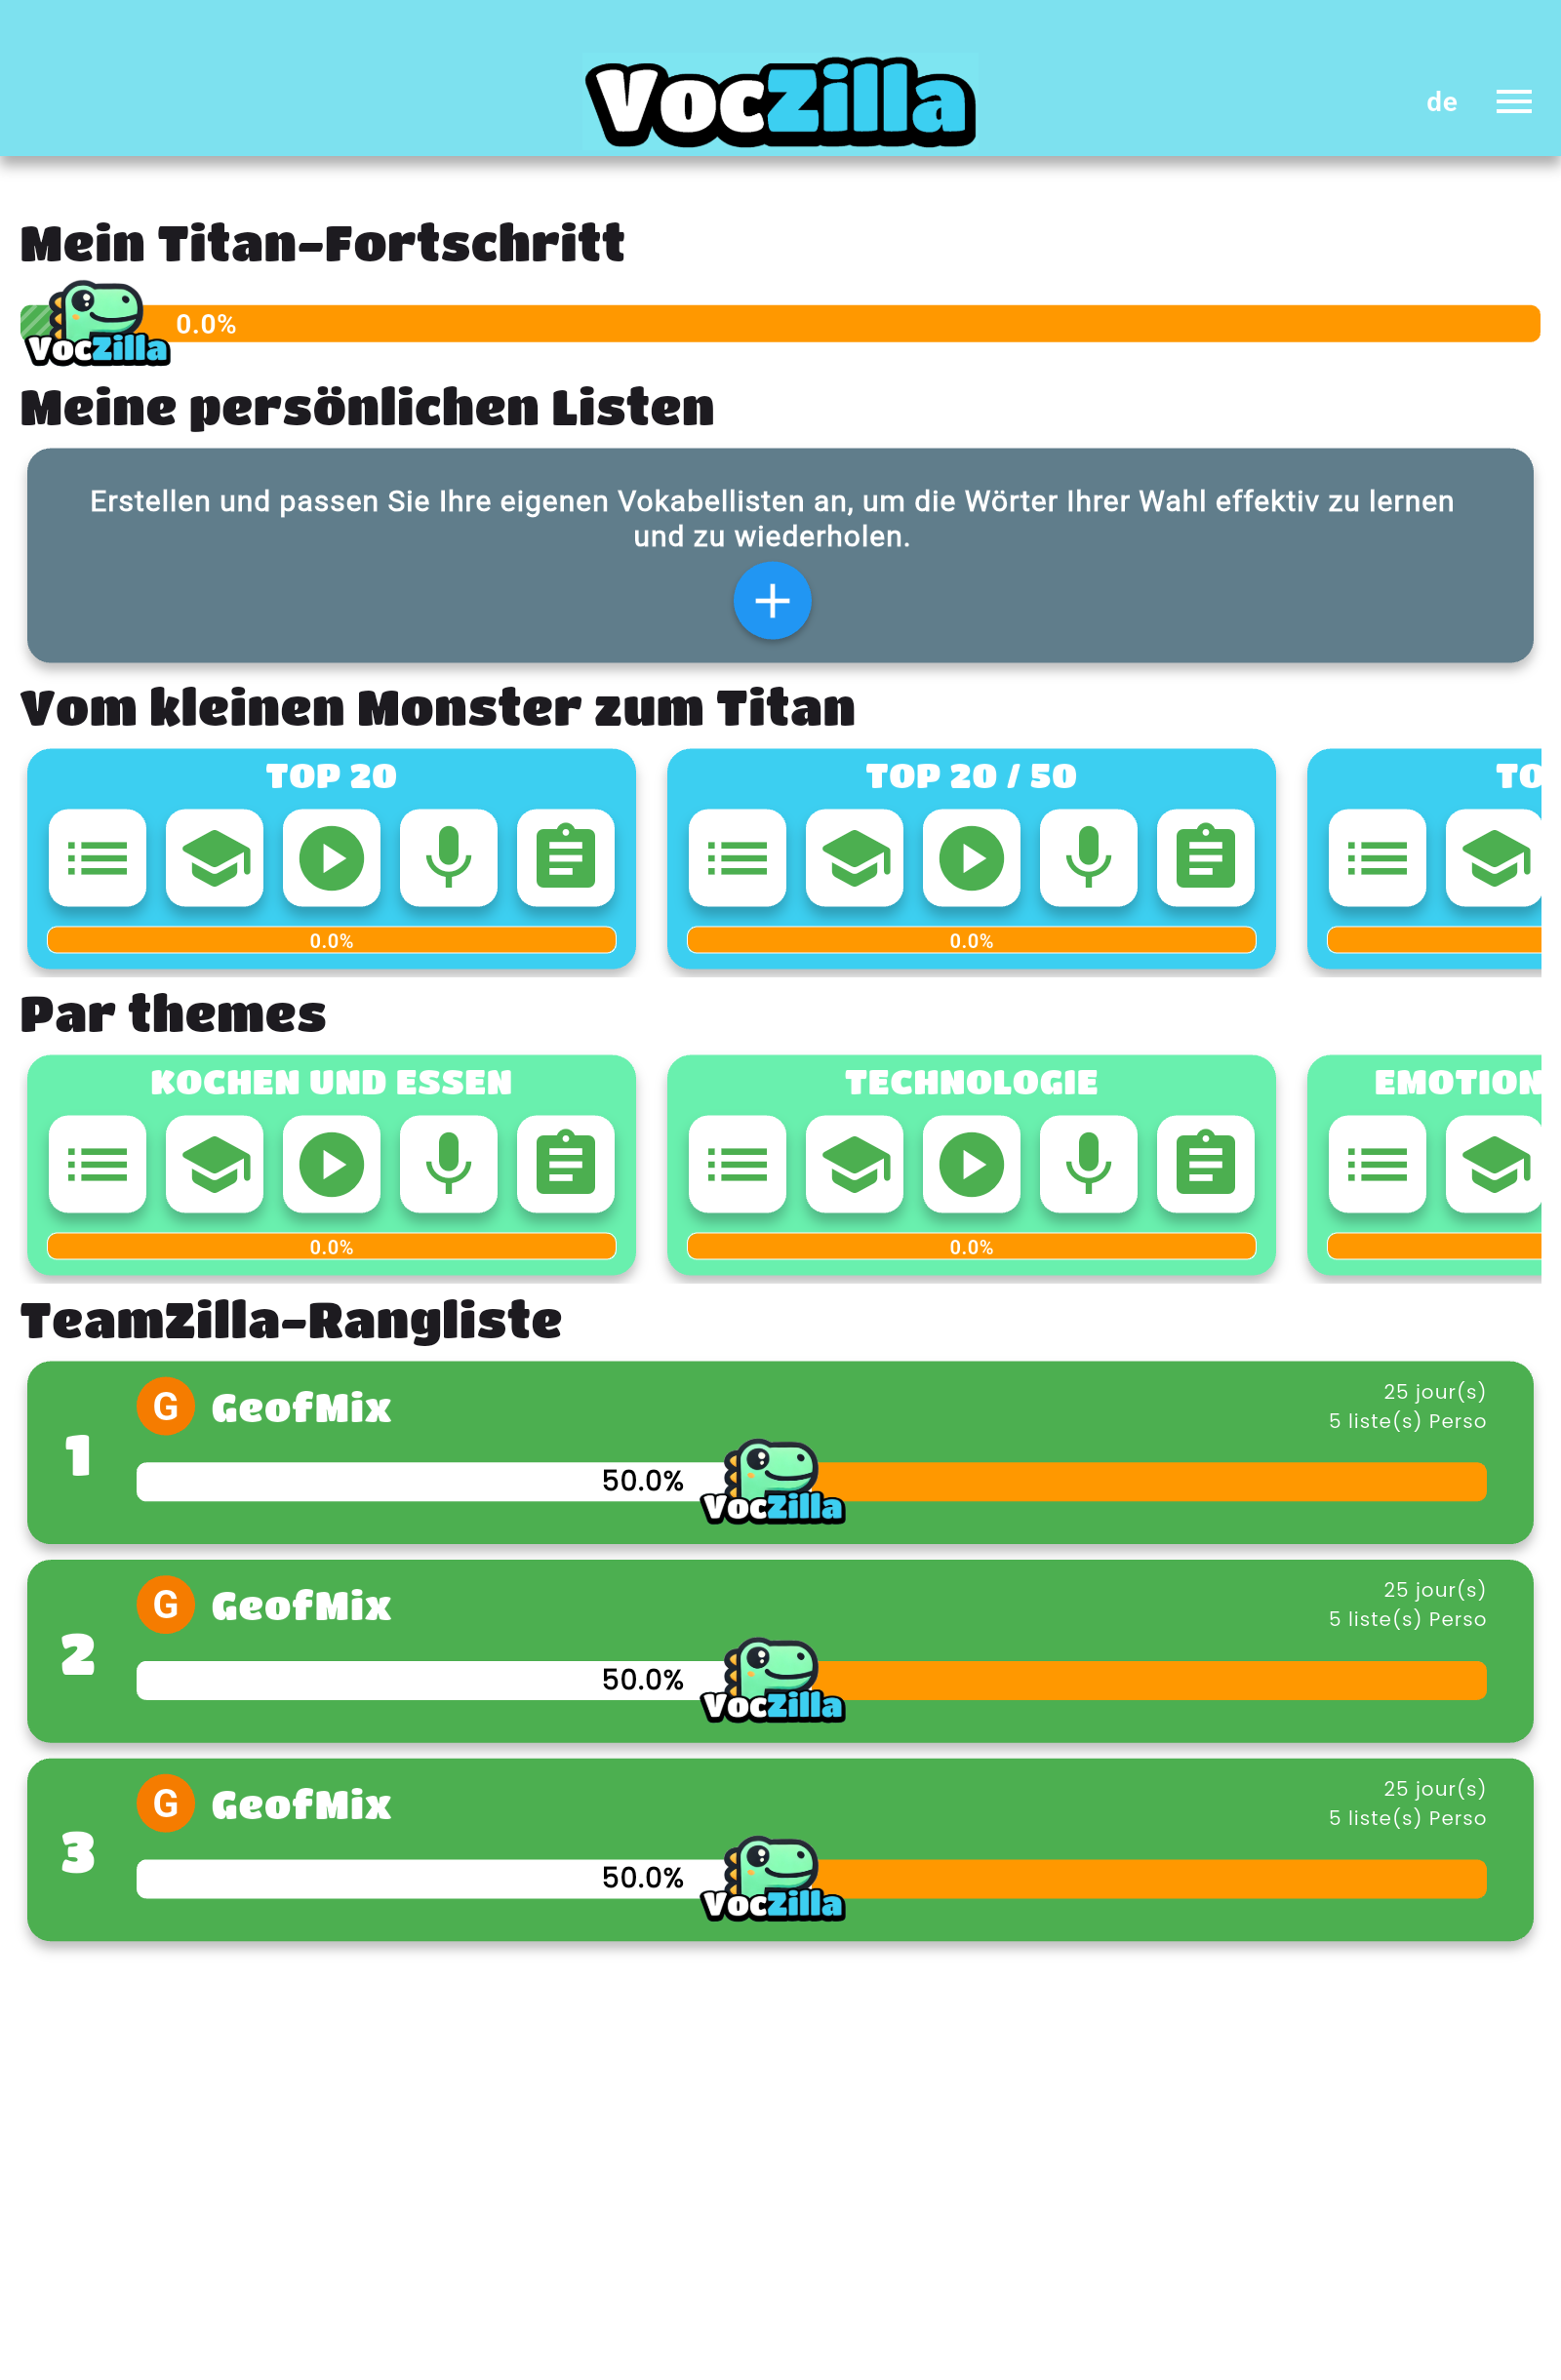 VocZilla
de
Mein Titan-Fortschritt
0.0%
VocZilla
Meine persönlichen Listen
Erstellen und passen Sie Ihre eigenen Vokabellisten an, um die Wörter Ihrer Wahl effektiv zu lernen
und zu wiederholen.
Vom kleinen Monster zum Titan
TOP 20
TOP 20 / 50
TO
0.0%
0.0%
Par themes
KOCHEN UND ESSEN
TECHNOLOGIE
EMOTION
0.0%
0.0%
TeamZilla-Rangliste
1
G GeofMix
25 jour(s)
5 liste(s) Perso
50.0%
VocZilla
2
G GeofMix
25 jour(s)
5 liste(s) Perso
50.0%
VocZilla
3
G GeofMix
25 jour(s)
5 liste(s) Perso
50.0%
VocZilla